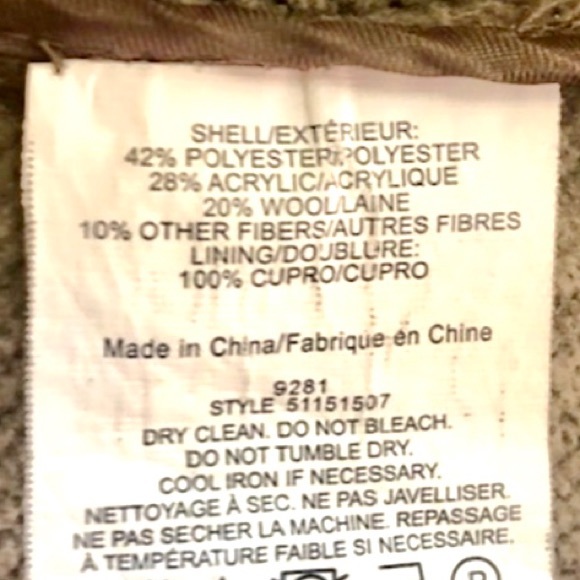 SHELL/EXTÉRIEUR:
42% POLYESTER/POLYESTER
28% ACRYLIC/ACRYLIQUE
20% WOOL/LAINE
10% OTHER FIBERS/AUTRES FIBRES
LINING/DOUBLURE:
100% CUPRO/CUPRO
Made in China/Fabrique en Chine
9281
STYLE 51151507
DRY CLEAN. DO NOT BLEACH.
DO NOT TUMBLE DRY.
COOL IRON IF NECESSARY.
NETTOYAGE À SEC. NE PAS JAVELLISER.
NE PAS SECHER LA MACHINE. REPASSAGE
À TEMPÉRATURE FAIBLE SI NECESSAIRE.
P